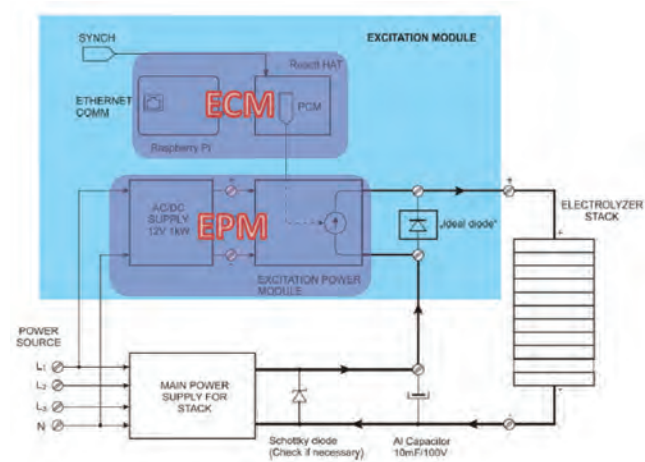 EXCITATION MODULE
SYNCH
React HAT
ETHERNET
COMM
ECM
PCM
Raspberry Pi
AC/DC
SUPPLY
12V 1kW
EPM
„Ideal diode"
EXCITATION POWER
MODULE
ELECTROLYZER
STACK
POWER
SOURCE
L1
L2
L3
N
MAIN POWER
SUPPLY FOR
STACK
Schottky diode
(Check if necessary)
Al Capacitor
10mF/100V